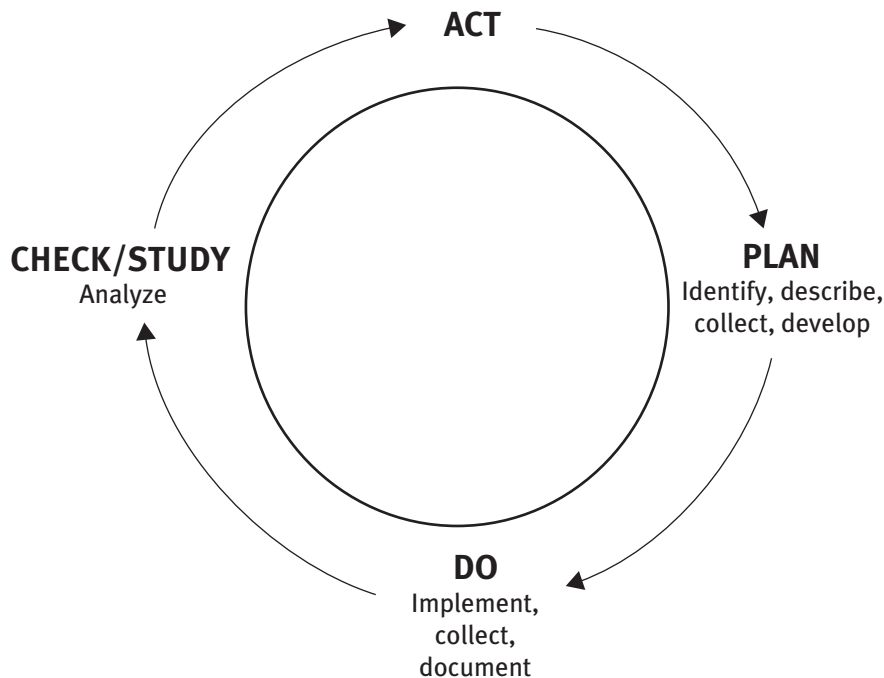 ACT
PLAN
Identify, describe,
collect, develop
DO
Implement,
collect,
document
CHECK/STUDY
Analyze